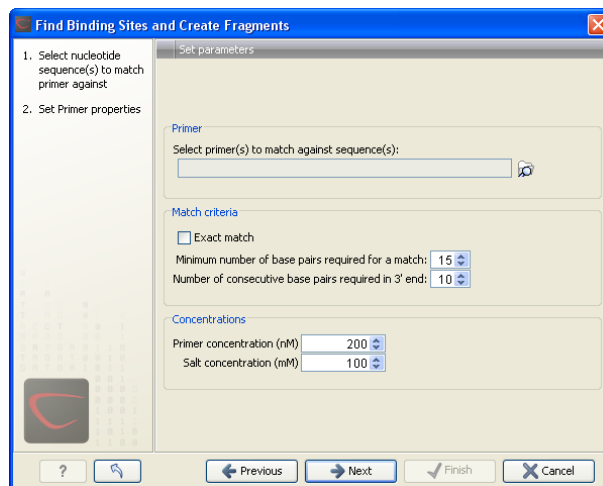 Find Binding Sites and Create Fragments
1. Select nucleotide
sequence(s) to match
primer against
2. Set Primer properties
Set parameters
Primer
Select primer(s) to match against sequence(s):
Match criteria
Exact match
Minimum number of base pairs required for a match: 15
Number of consecutive base pairs required in 3' end: 10
Concentrations
Primer concentration (nM) 200
Salt concentration (mM) 100
? Previous Next Finish Cancel